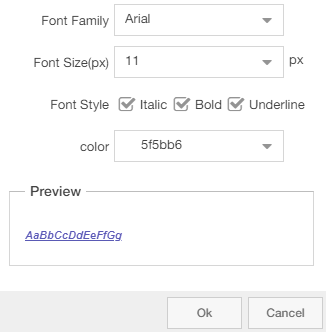 Font Family Arial
Font Size(px) 11 px
Font Style Italic Bold Underline
color 5f5bb6
Preview
AaBbCcDdEeFfGg
Ok Cancel